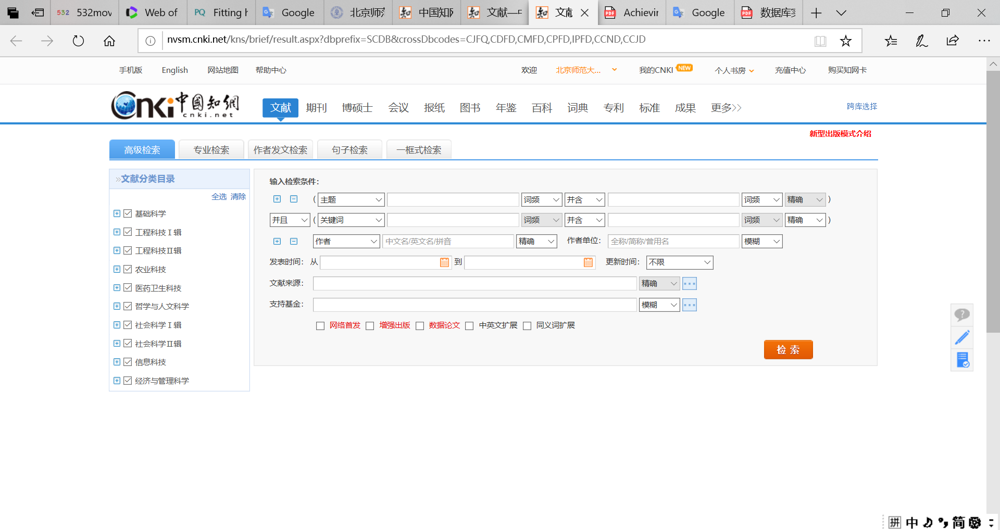 532 532mov
Web of
PQ Fitting h
Google
北京师范
中国知网
文献—中
文献
PDF Achievir
Google
PDF 数据库实
nvsm.cnki.net/kns/brief/result.aspx?dbprefix=SCDB&crossDbcodes=CJFQ,CDFD,CMFD,CPFD,IPFD,CCND,CCJD
手机版 English 网站地图 帮助中心 欢迎 北京师范大... 我的CNKI NEW 个人书房 充值中心 购买知网卡
Cnki 中國知網
cnki.net
文献 期刊 博硕士 会议 报纸 图书 年鉴 百科 词典 专利 标准 成果 更多>> 跨库选择
新型出版模式介绍
高级检索 专业检索 作者发文检索 句子检索 一框式检索
»文献分类目录
全选 清除
基础科学
工程科技Ⅰ辑
工程科技Ⅱ辑
农业科技
医药卫生科技
哲学与人文科学
社会科学Ⅰ辑
社会科学Ⅱ辑
信息科技
经济与管理科学
输入检索条件:
( 主题 词频 并含 词频 精确 )
并且 ( 关键词 词频 并含 词频 精确 )
作者 中文名/英文名/拼音 精确 作者单位: 全称/简称/曾用名 模糊
发表时间: 从 到 更新时间: 不限
文献来源: 精确 ...
支持基金: 模糊 ...
网络首发 增强出版 数据论文 中英文扩展 同义词扩展
检 索
拼 中 简